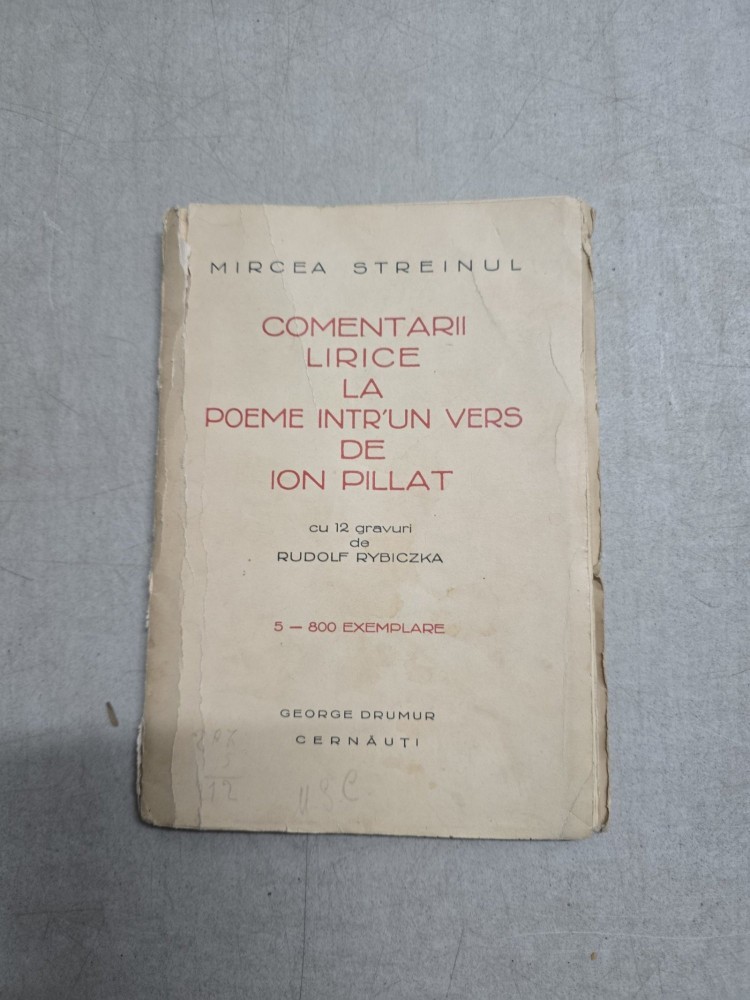 MIRCEA STREINUL
COMENTARII
LIRICE
LA
POEME INTR'UN VERS
DE
ION PILLAT
cu 12 gravuri
de
RUDOLF RYBICZKA
5 — 800 EXEMPLARE
GEORGE DRUMUR
CERNĂUȚI
12